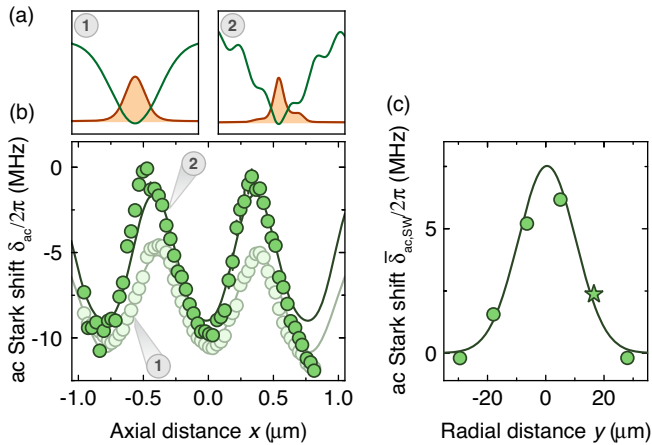 (a)
1
2
(b)
(c)
ac Stark shift δac/2π (MHz)
0
-5
-10
2
1
-1.0
-0.5
0.0
0.5
1.0
Axial distance x (μm)
ac Stark shift δ̄ac,SW/2π (MHz)
7.5
5
0
-20
0
20
Radial distance y (μm)